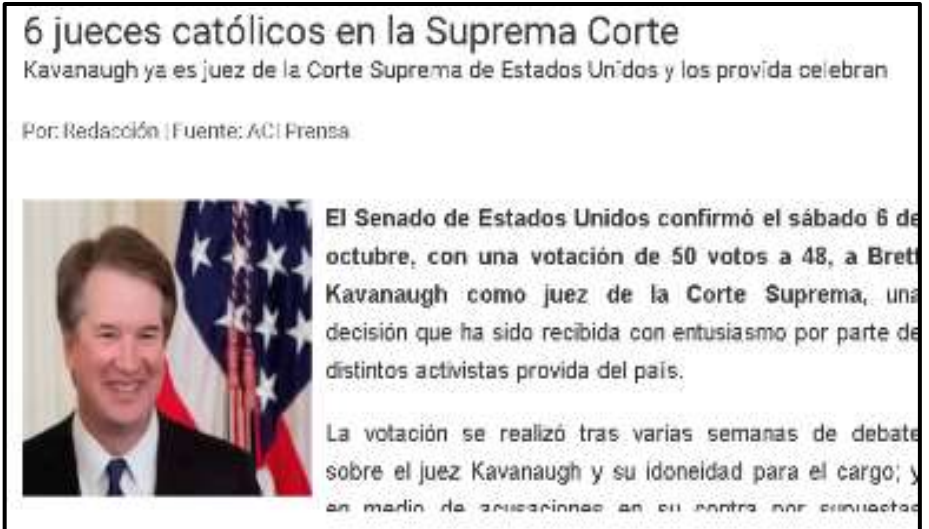 6 jueces católicos en la Suprema Corte
Kavanaugh ya es juez de la Corte Suprema de Estados Unidos y los provida celebran
Por: Redacción | Fuente: ACI Prensa
El Senado de Estados Unidos confirmó el sábado 6 de
octubre, con una votación de 50 votos a 48, a Brett
Kavanaugh como juez de la Corte Suprema, una
decisión que ha sido recibida con entusiasmo por parte de
distintos activistas provida del país.
La votación se realizó tras varias semanas de debate
sobre el juez Kavanaugh y su idoneidad para el cargo; y
en medio de acusaciones en su contra por supuestas